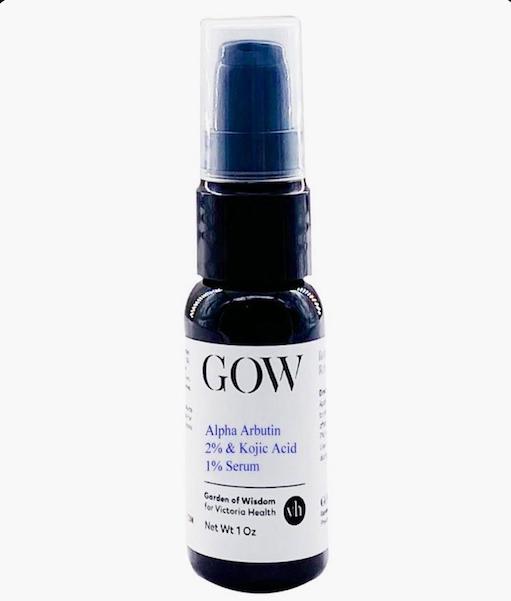 GOW
Alpha Arbutin
2% & Kojic Acid
1% Serum
Garden of Wisdom
for Victoria Health
vh
Net Wt 1 Oz